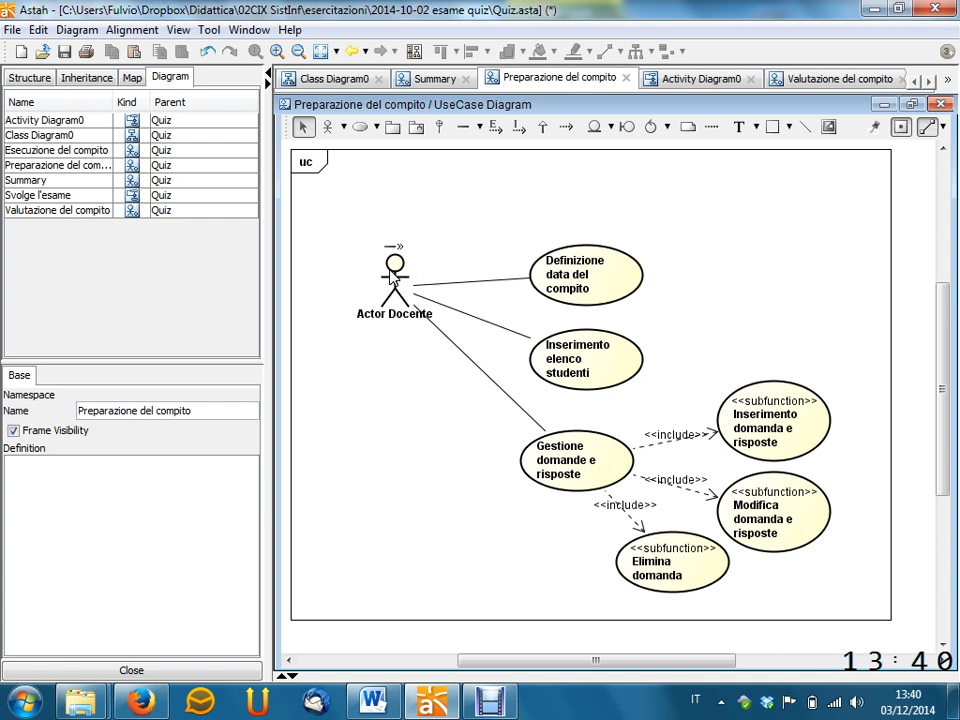 Astah - [C:\Users\Fulvio\Dropbox\Didattica\02CIX SistInf\esercitazioni\2014-10-02 esame quiz\Quiz.asta] (*)
File Edit Diagram Alignment View Tool Window Help
Structure Inheritance Map Diagram
Class Diagram0 Summary Preparazione del compito Activity Diagram0 Valutazione del compito
Name Kind Parent
Activity Diagram0 Quiz
Class Diagram0 Quiz
Esecuzione del compito Quiz
Preparazione del com... Quiz
Summary Quiz
Svolge l'esame Quiz
Valutazione del compito Quiz
Base
Namespace
Name Preparazione del compito
Frame Visibility
Definition
Close
Preparazione del compito / UseCase Diagram
uc
Actor Docente
Definizione
data del
compito
Inserimento
elenco
studenti
Gestione
domande e
risposte
<<include>>
<<include>>
<<include>>
<<subfunction>>
Inserimento
domanda e
risposte
<<subfunction>>
Modifica
domanda e
risposte
<<subfunction>>
Elimina
domanda
13:40
IT
13:40
03/12/2014